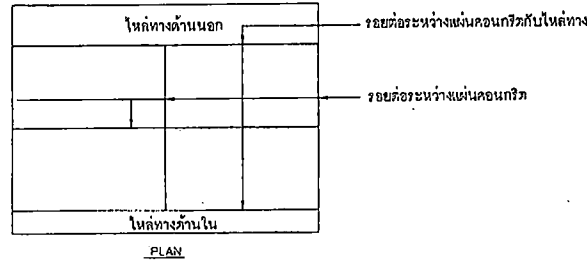 ไหล่ทางด้านนอก
รอยต่อระหว่างแผ่นคอนกรีตกับไหล่ทาง
รอยต่อระหว่างแผ่นคอนกรีต
ไหล่ทางด้านใน
PLAN